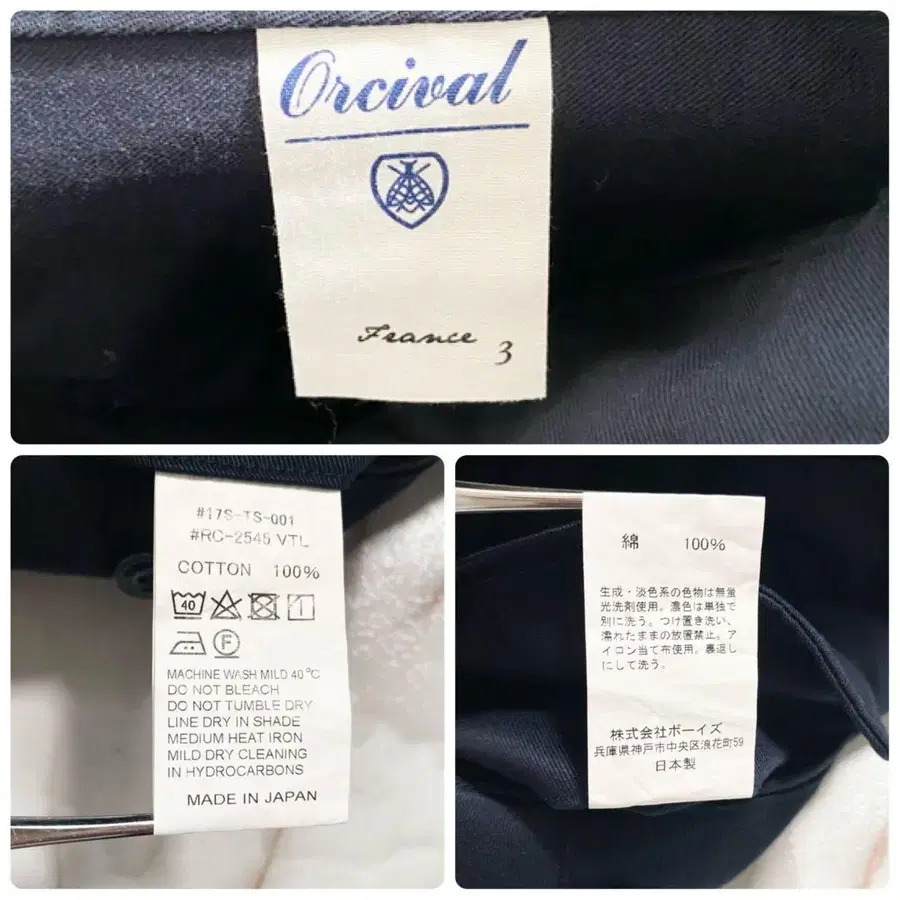 Orcival
France
3
#17S-TS-001
#RC-2546 VTL
COTTON 100%
40
F
MACHINE WASH MILD 40°C
DO NOT BLEACH
DO NOT TUMBLE DRY
LINE DRY IN SHADE
MEDIUM HEAT IRON
MILD DRY CLEANING
IN HYDROCARBONS
MADE IN JAPAN
綿 100%
生成・淡色系の色物は無蛍
光洗剤使用。濃色は単独で
別に洗う。つけ置き洗い、
濡れたままの放置禁止。ア
イロン当て布使用。裏返し
にして洗う。
株式会社ボーイズ
兵庫県神戸市中央区浪花町59
日本製